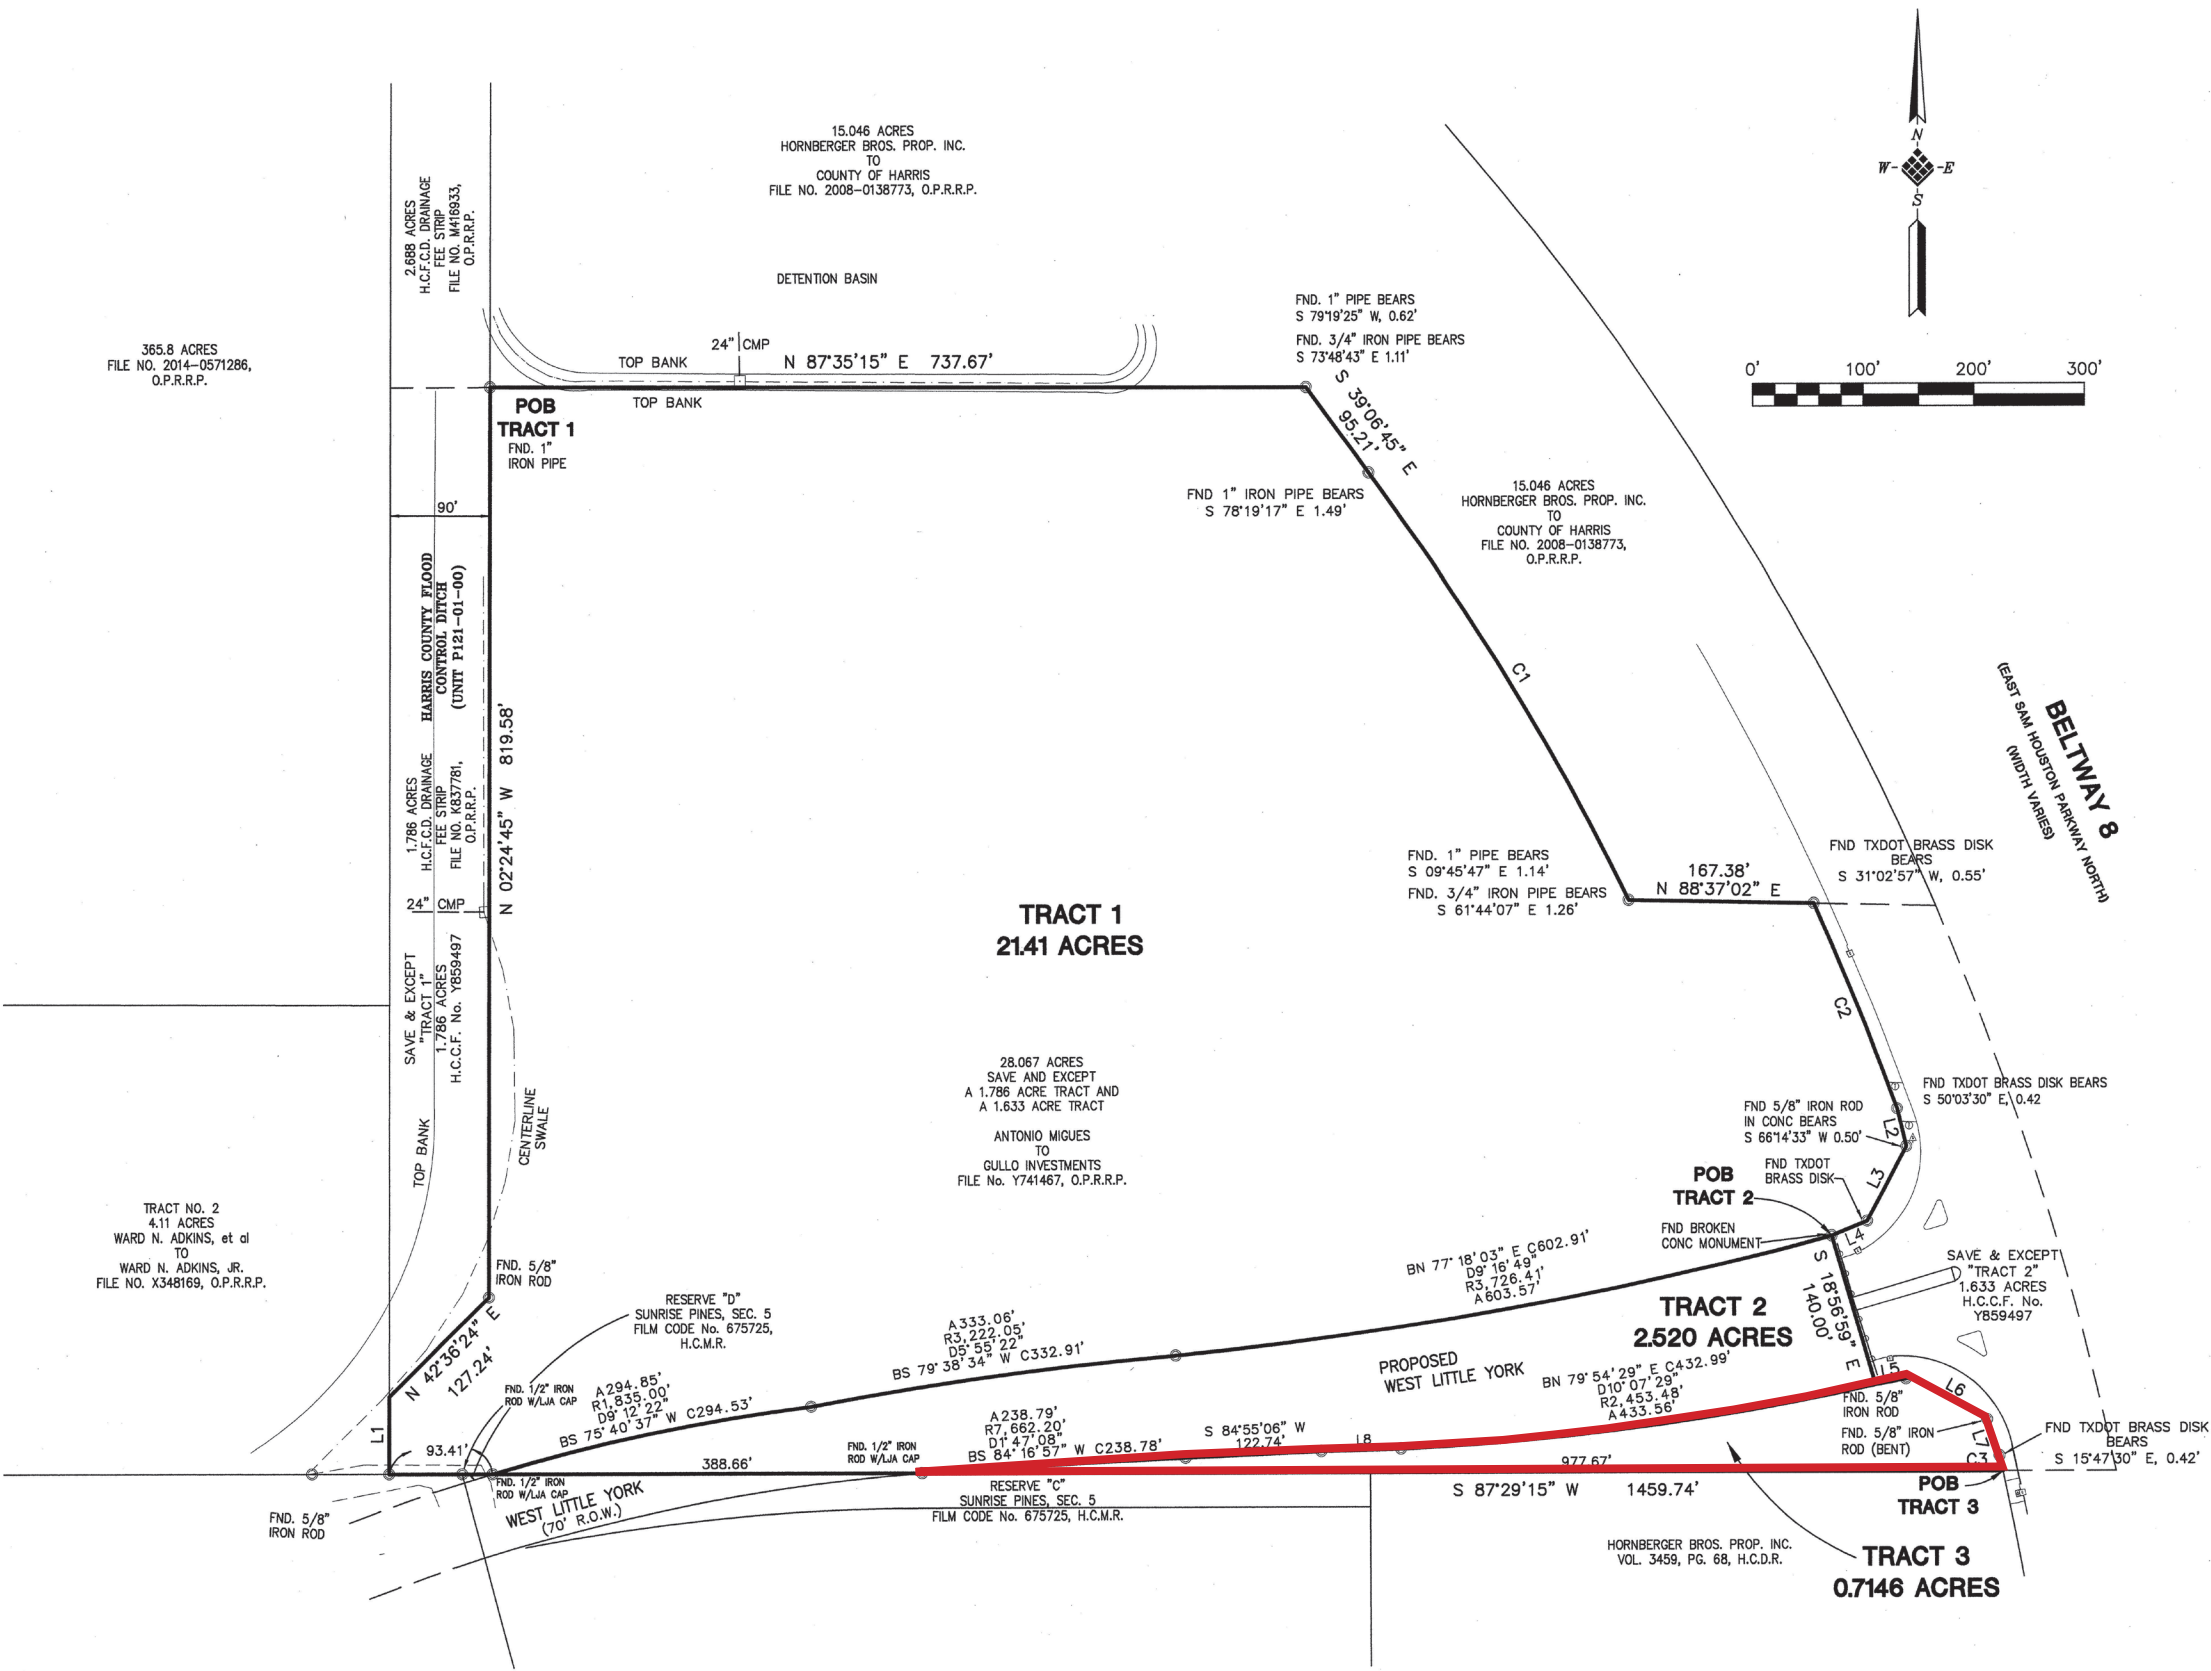 15.046 ACRES
HORNBERGER BROS. PROP. INC.
TO
COUNTY OF HARRIS
FILE NO. 2008-0138773, O.P.R.R.P.
N
W- -E
S
2.688 ACRES
H.C.F.C.D. DRAINAGE
FEE STRIP
FILE NO. M416933,
O.P.R.R.P.
DETENTION BASIN
FND. 1" PIPE BEARS
S 79°19'25" W, 0.62'
FND. 3/4" IRON PIPE BEARS
S 73°48'43" E 1.11'
365.8 ACRES
FILE NO. 2014-0571286,
O.P.R.R.P.
24" CMP
TOP BANK
N 87°35'15" E 737.67'
0' 100' 200' 300'
TOP BANK
POB
TRACT 1
FND. 1"
IRON PIPE
S 39°06'45" E
95.21'
FND 1" IRON PIPE BEARS
S 78°19'17" E 1.49'
15.046 ACRES
HORNBERGER BROS. PROP. INC.
TO
COUNTY OF HARRIS
FILE NO. 2008-0138773,
O.P.R.R.P.
90'
HARRIS COUNTY FLOOD
CONTROL DITCH
(UNIT P121-01-00)
C1
BELTWAY 8
(EAST SAM HOUSTON PARKWAY NORTH)
(WIDTH VARIES)
N 02°24'45" W 819.58'
1.786 ACRES
H.C.F.C.D. DRAINAGE
FEE STRIP
FILE NO. K837781,
O.P.R.R.P.
FND. 1" PIPE BEARS
S 09°45'47" E 1.14'
FND. 3/4" IRON PIPE BEARS
S 61°44'07" E 1.26'
167.38'
N 88°37'02" E
FND TXDOT BRASS DISK
BEARS
S 31°02'57" W, 0.55'
24" CMP
TRACT 1
21.41 ACRES
SAVE & EXCEPT
"TRACT 1"
1.786 ACRES
H.C.C.F. No. Y859497
C2
28.067 ACRES
SAVE AND EXCEPT
A 1.786 ACRE TRACT AND
A 1.633 ACRE TRACT
ANTONIO MIGUES
TO
GULLO INVESTMENTS
FILE No. Y741467, O.P.R.R.P.
FND TXDOT BRASS DISK BEARS
S 50°03'30" E, 0.42
FND 5/8" IRON ROD
IN CONC BEARS
S 66°14'33" W 0.50'
L2
CENTERLINE
SWALE
TOP BANK
POB
TRACT 2
FND TXDOT
BRASS DISK
L3
FND BROKEN
CONC MONUMENT
L4
TRACT NO. 2
4.11 ACRES
WARD N. ADKINS, et al
TO
WARD N. ADKINS, JR.
FILE NO. X348169, O.P.R.R.P.
FND. 5/8"
IRON ROD
BN 77°18'03" E C602.91'
D9°16'49"
R3,726.41'
A603.57'
S 18°56'59" E
140.00'
SAVE & EXCEPT
"TRACT 2"
1.633 ACRES
H.C.C.F. No.
Y859497
RESERVE "D"
SUNRISE PINES, SEC. 5
FILM CODE No. 675725,
H.C.M.R.
TRACT 2
2.520 ACRES
A333.06'
R3,222.05'
D5°55'22"
BS 79°38'34" W C332.91'
N 42°36'24" E
127.24'
PROPOSED
WEST LITTLE YORK
BN 79°54'29" E C432.99'
D10°07'29"
R2,453.48'
A433.56'
L5
L6
FND. 1/2" IRON
ROD W/LJA CAP
A294.85'
R1,835.00'
D9°12'22"
BS 75°40'37" W C294.53'
FND. 5/8"
IRON ROD
A238.79'
R7,662.20'
D1°47'08"
BS 84°16'57" W C238.78'
S 84°55'06" W
122.74'
L8
FND. 5/8" IRON
ROD (BENT)
L7
FND TXDOT BRASS DISK
BEARS
S 15°47'30" E, 0.42'
L1
93.41'
FND. 1/2" IRON
ROD W/LJA CAP
388.66'
977.67'
C3
FND. 1/2" IRON
ROD W/LJA CAP
WEST LITTLE YORK
(70' R.O.W.)
RESERVE "C"
SUNRISE PINES, SEC. 5
FILM CODE No. 675725, H.C.M.R.
S 87°29'15" W 1459.74'
POB
TRACT 3
FND. 5/8"
IRON ROD
HORNBERGER BROS. PROP. INC.
VOL. 3459, PG. 68, H.C.D.R.
TRACT 3
0.7146 ACRES